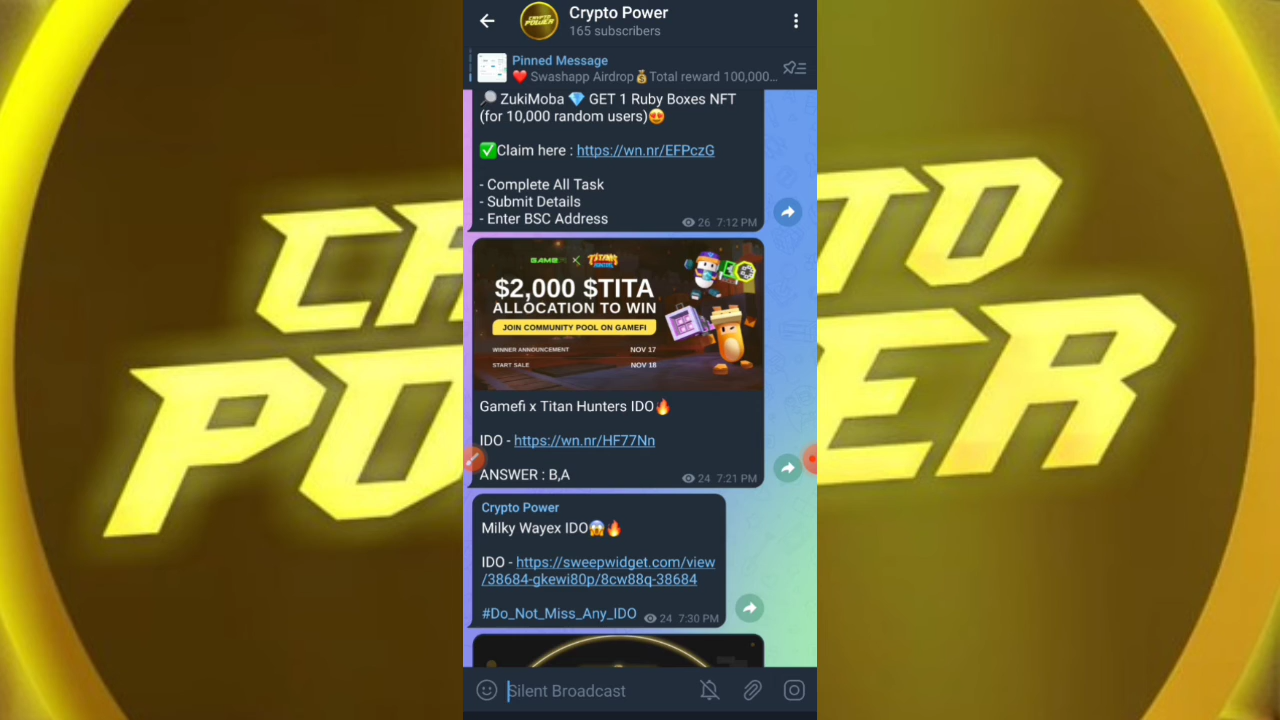 Crypto Power
165 subscribers
Pinned Message
❤️ Swashapp Airdrop💰Total reward 100,000...
🔎 ZukiMoba 💎 GET 1 Ruby Boxes NFT
(for 10,000 random users)😍
✅Claim here : https://wn.nr/EFPczG
- Complete All Task
- Submit Details
- Enter BSC Address
26 7:12 PM
GAMEFI X TITAN HUNTERS
$2,000 $TITA
ALLOCATION TO WIN
JOIN COMMUNITY POOL ON GAMEFI
WINNER ANNOUNCEMENT NOV 17
START SALE NOV 18
Gamefi x Titan Hunters IDO🔥
IDO - https://wn.nr/HF77Nn
ANSWER : B,A
24 7:21 PM
Crypto Power
Milky Wayex IDO😱🔥
IDO - https://sweepwidget.com/view
/38684-gkewi80p/8cw88q-38684
#Do_Not_Miss_Any_IDO
24 7:30 PM
Silent Broadcast
CRYPTO
POWER